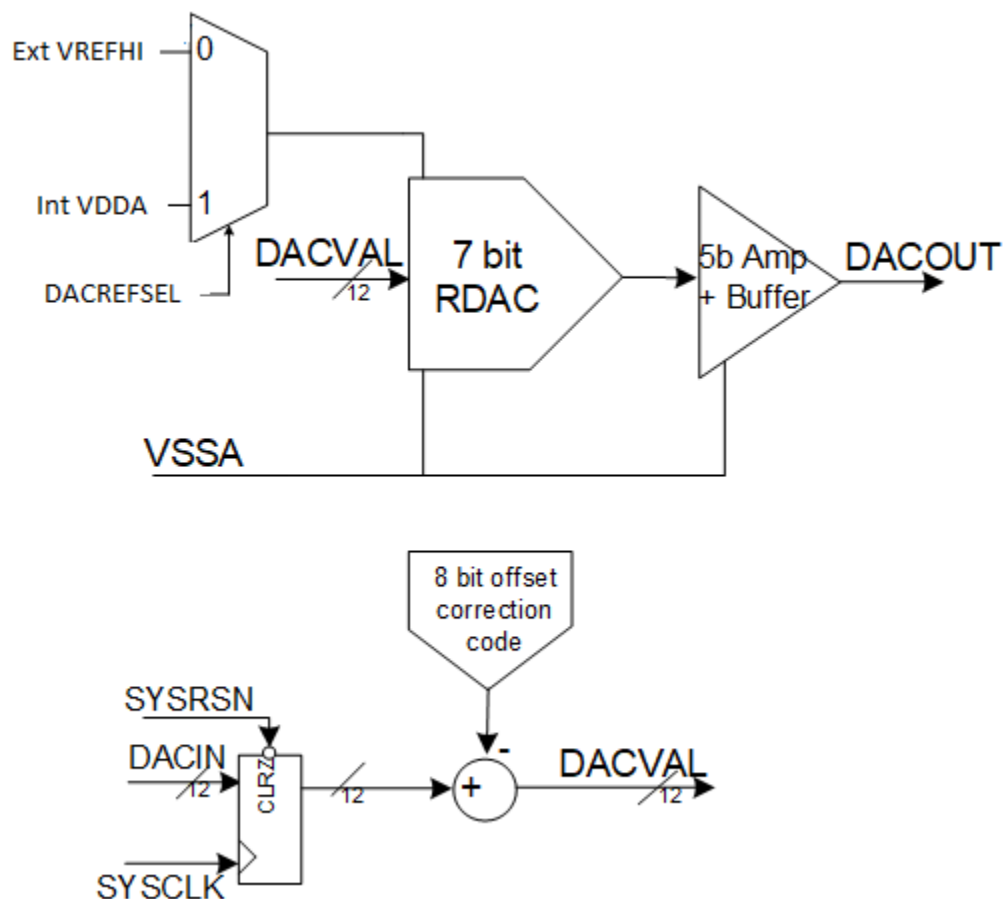 Ext VREFHI
0
Int VDDA
1
DACREFSEL
DACVAL
12
7 bit
RDAC
5b Amp
+ Buffer
DACOUT
VSSA
8 bit offset
correction
code
SYSRSN
DACIN
12
CLRZ
SYSCLK
12
+
-
DACVAL
12